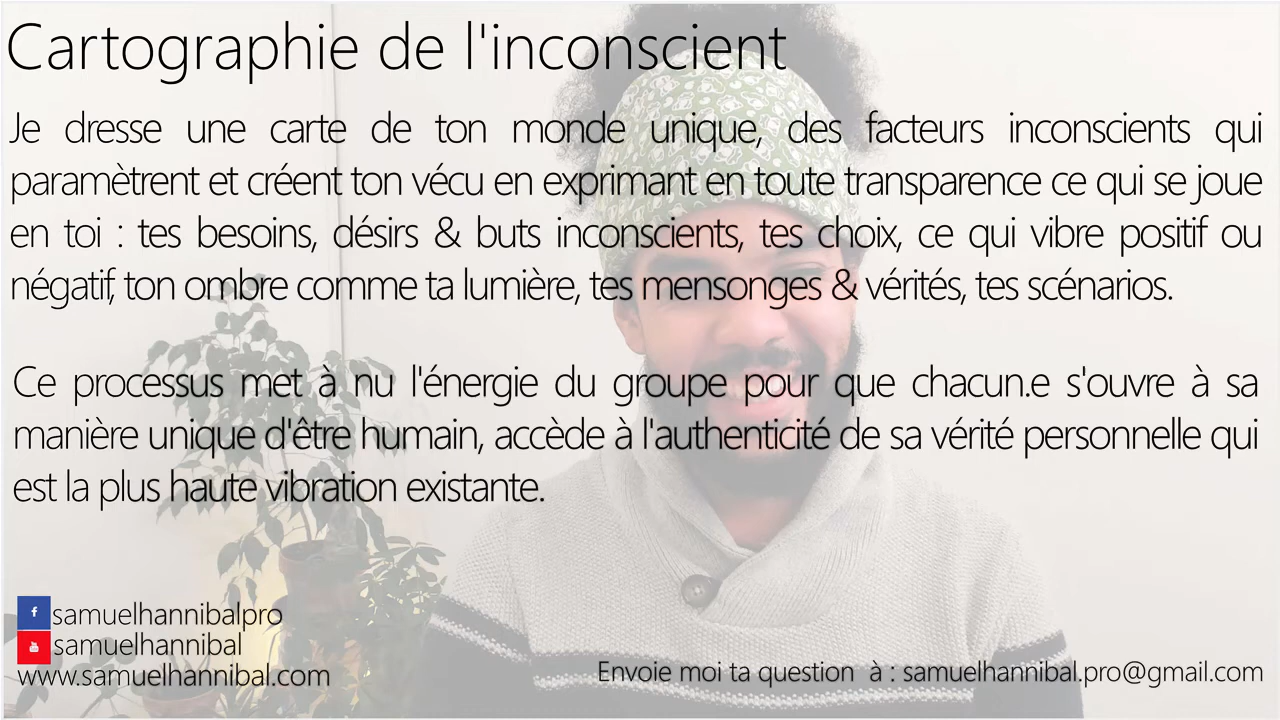 Cartographie de l'inconscient
Je dresse une carte de ton monde unique, des facteurs inconscients qui
paramètrent et créent ton vécu en exprimant en toute transparence ce qui se joue
en toi : tes besoins, désirs & buts inconscients, tes choix, ce qui vibre positif ou
négatif, ton ombre comme ta lumière, tes mensonges & vérités, tes scénarios.
Ce processus met à nu l'énergie du groupe pour que chacun.e s'ouvre à sa
manière unique d'être humain, accède à l'authenticité de sa vérité personnelle qui
est la plus haute vibration existante.
samuelhannibalpro
samuelhannibal
www.samuelhannibal.com
Envoie moi ta question à : samuelhannibal.pro@gmail.com